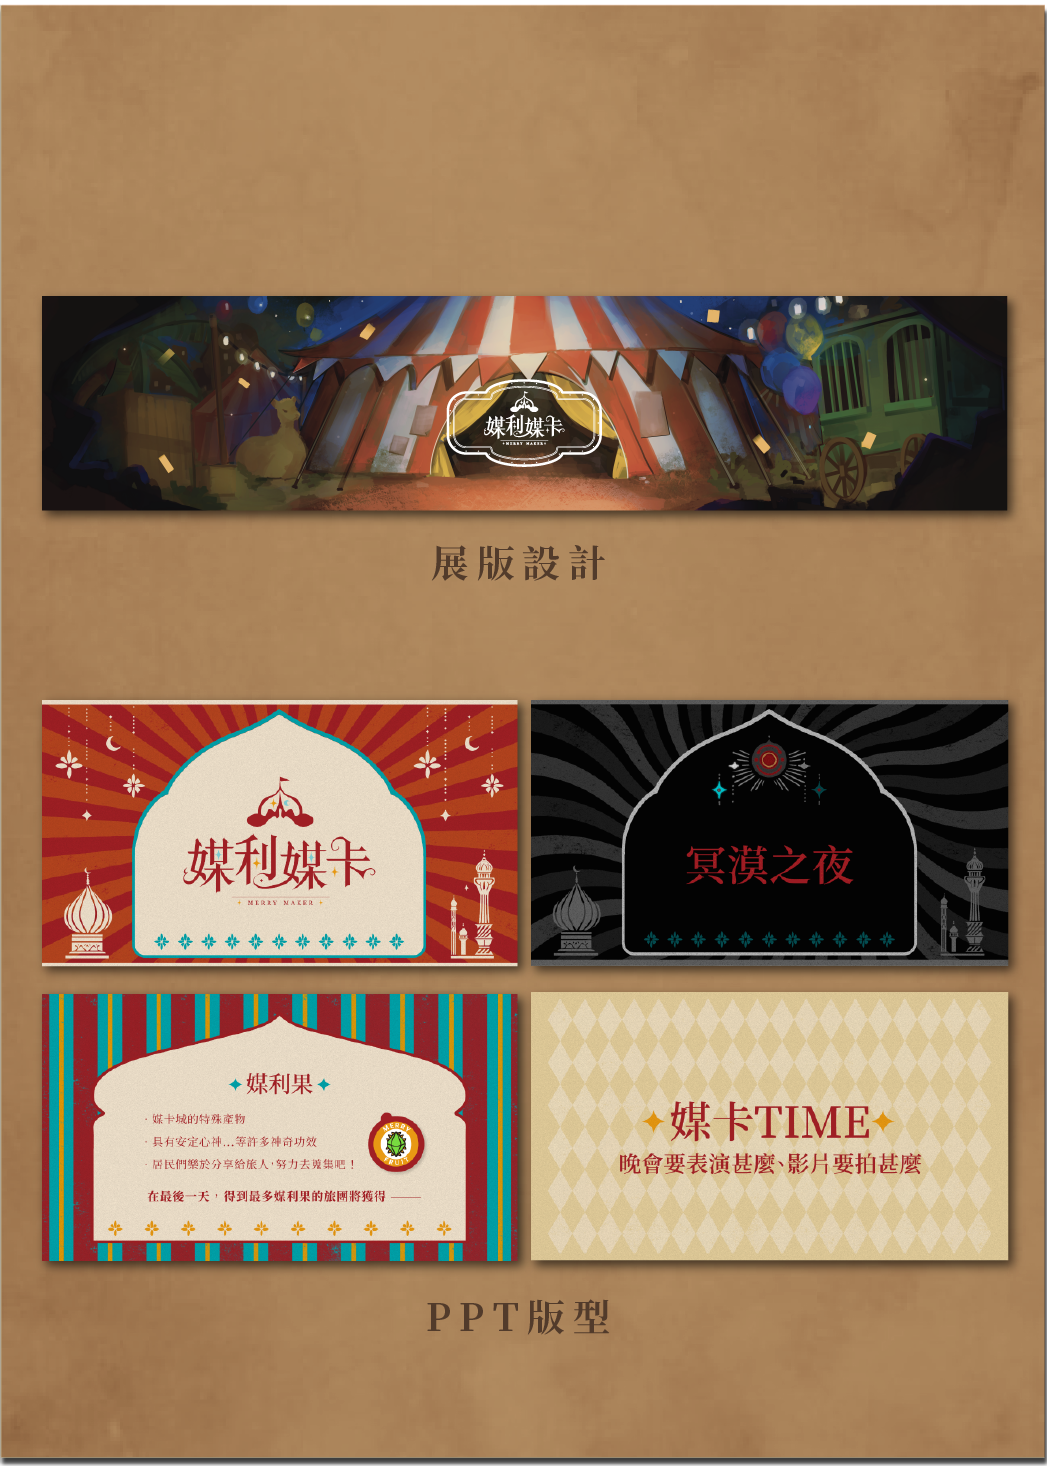 媒利媒卡
MERRY MAKER
展版設計
媒利媒卡
MERRY MAKER
冥漠之夜
媒利果
· 媒卡城的特殊產物
· 具有安定心神...等許多神奇功效
· 居民們樂於分享給旅人,努力去蒐集吧!
在最後一天,得到最多媒利果的旅團將獲得 ——
MERRY
FRUIT
媒卡TIME
晚會要表演甚麼、影片要拍甚麼
PPT版型